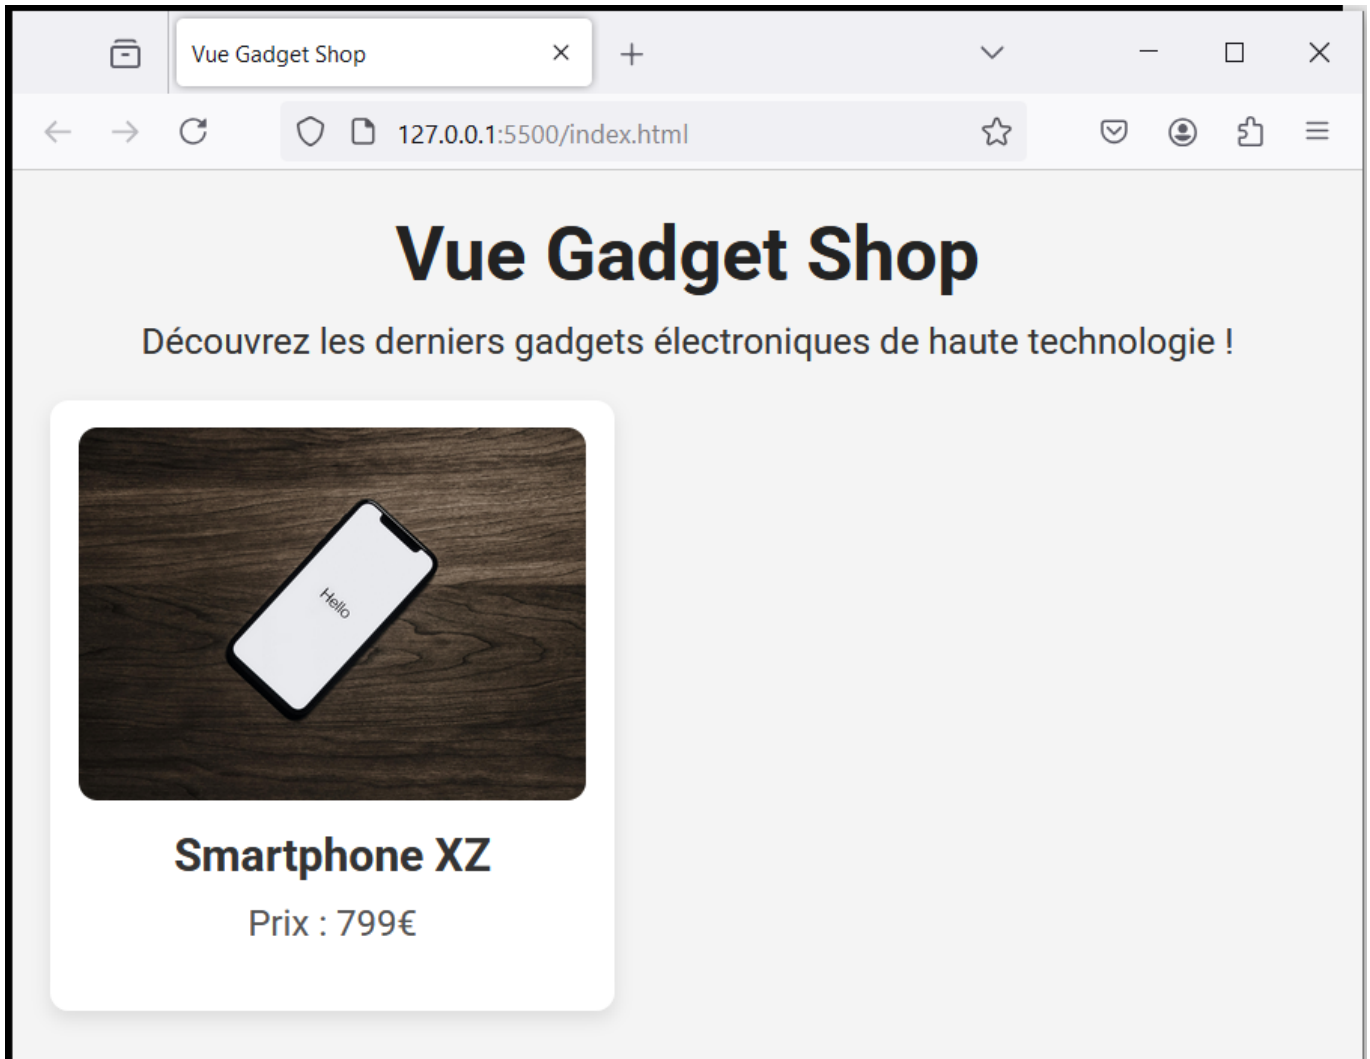 Vue Gadget Shop
127.0.0.1:5500/index.html
Vue Gadget Shop
Découvrez les derniers gadgets électroniques de haute technologie !
Hello
Smartphone XZ
Prix : 799€